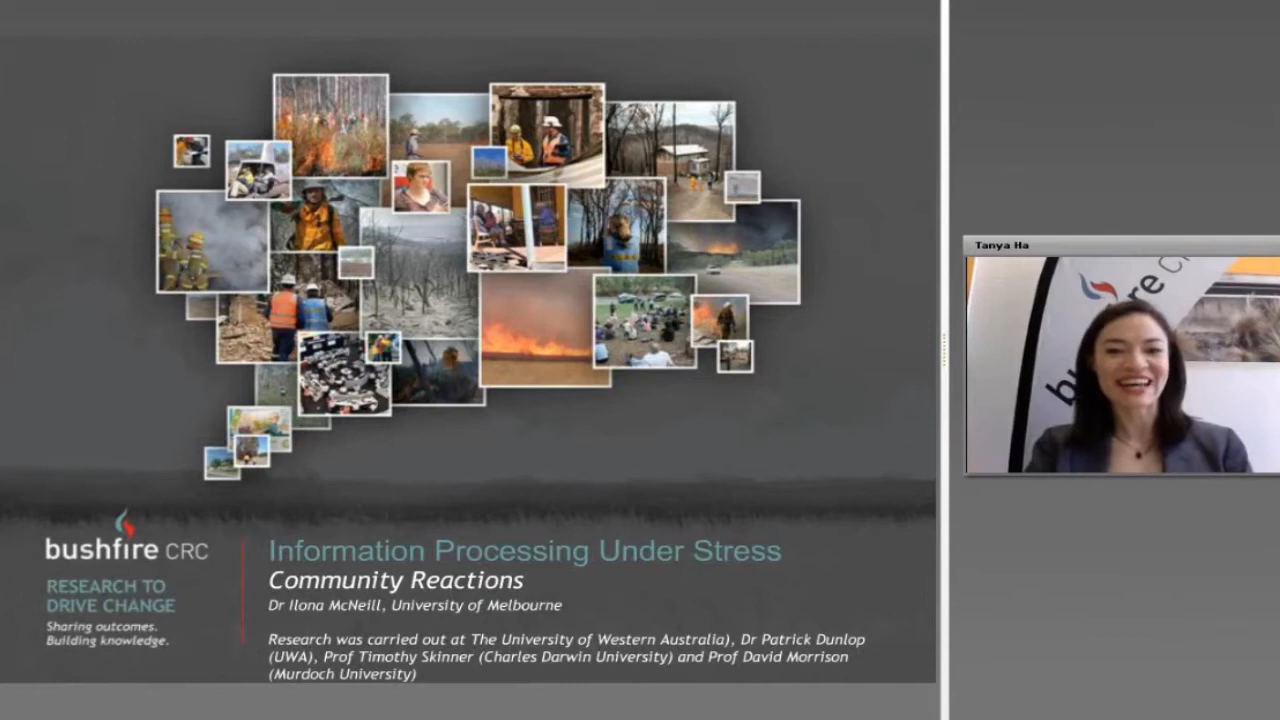 Tanya Ha
bushfire CRC
RESEARCH TO
DRIVE CHANGE
Sharing outcomes.
Building knowledge.
Information Processing Under Stress
Community Reactions
Dr Ilona McNeill, University of Melbourne
Research was carried out at The University of Western Australia), Dr Patrick Dunlop
(UWA), Prof Timothy Skinner (Charles Darwin University) and Prof David Morrison
(Murdoch University)